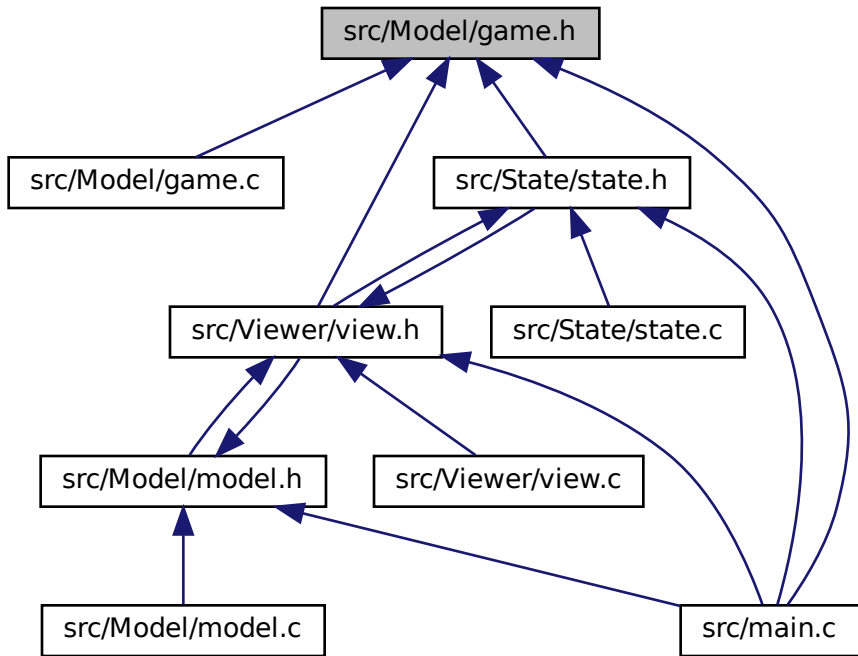 src/Model/game.h
src/Model/game.c
src/State/state.h
src/Viewer/view.h
src/State/state.c
src/Model/model.h
src/Viewer/view.c
src/Model/model.c
src/main.c